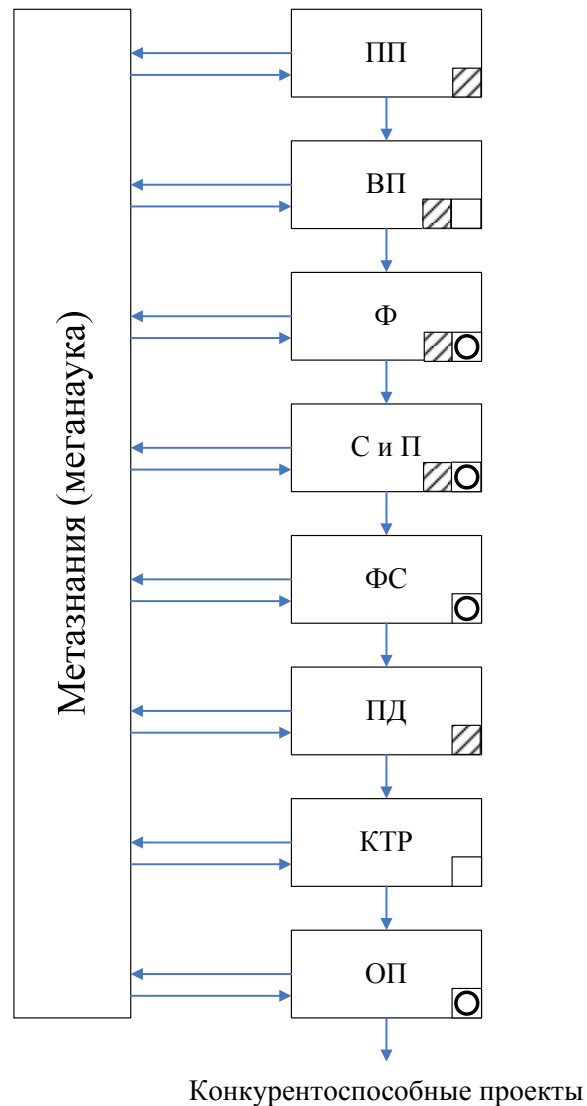 Метазнания (меганаука)
ПП
ВП
Ф
С и П
ФС
ПД
КТР
ОП
Конкурентоспособные проекты